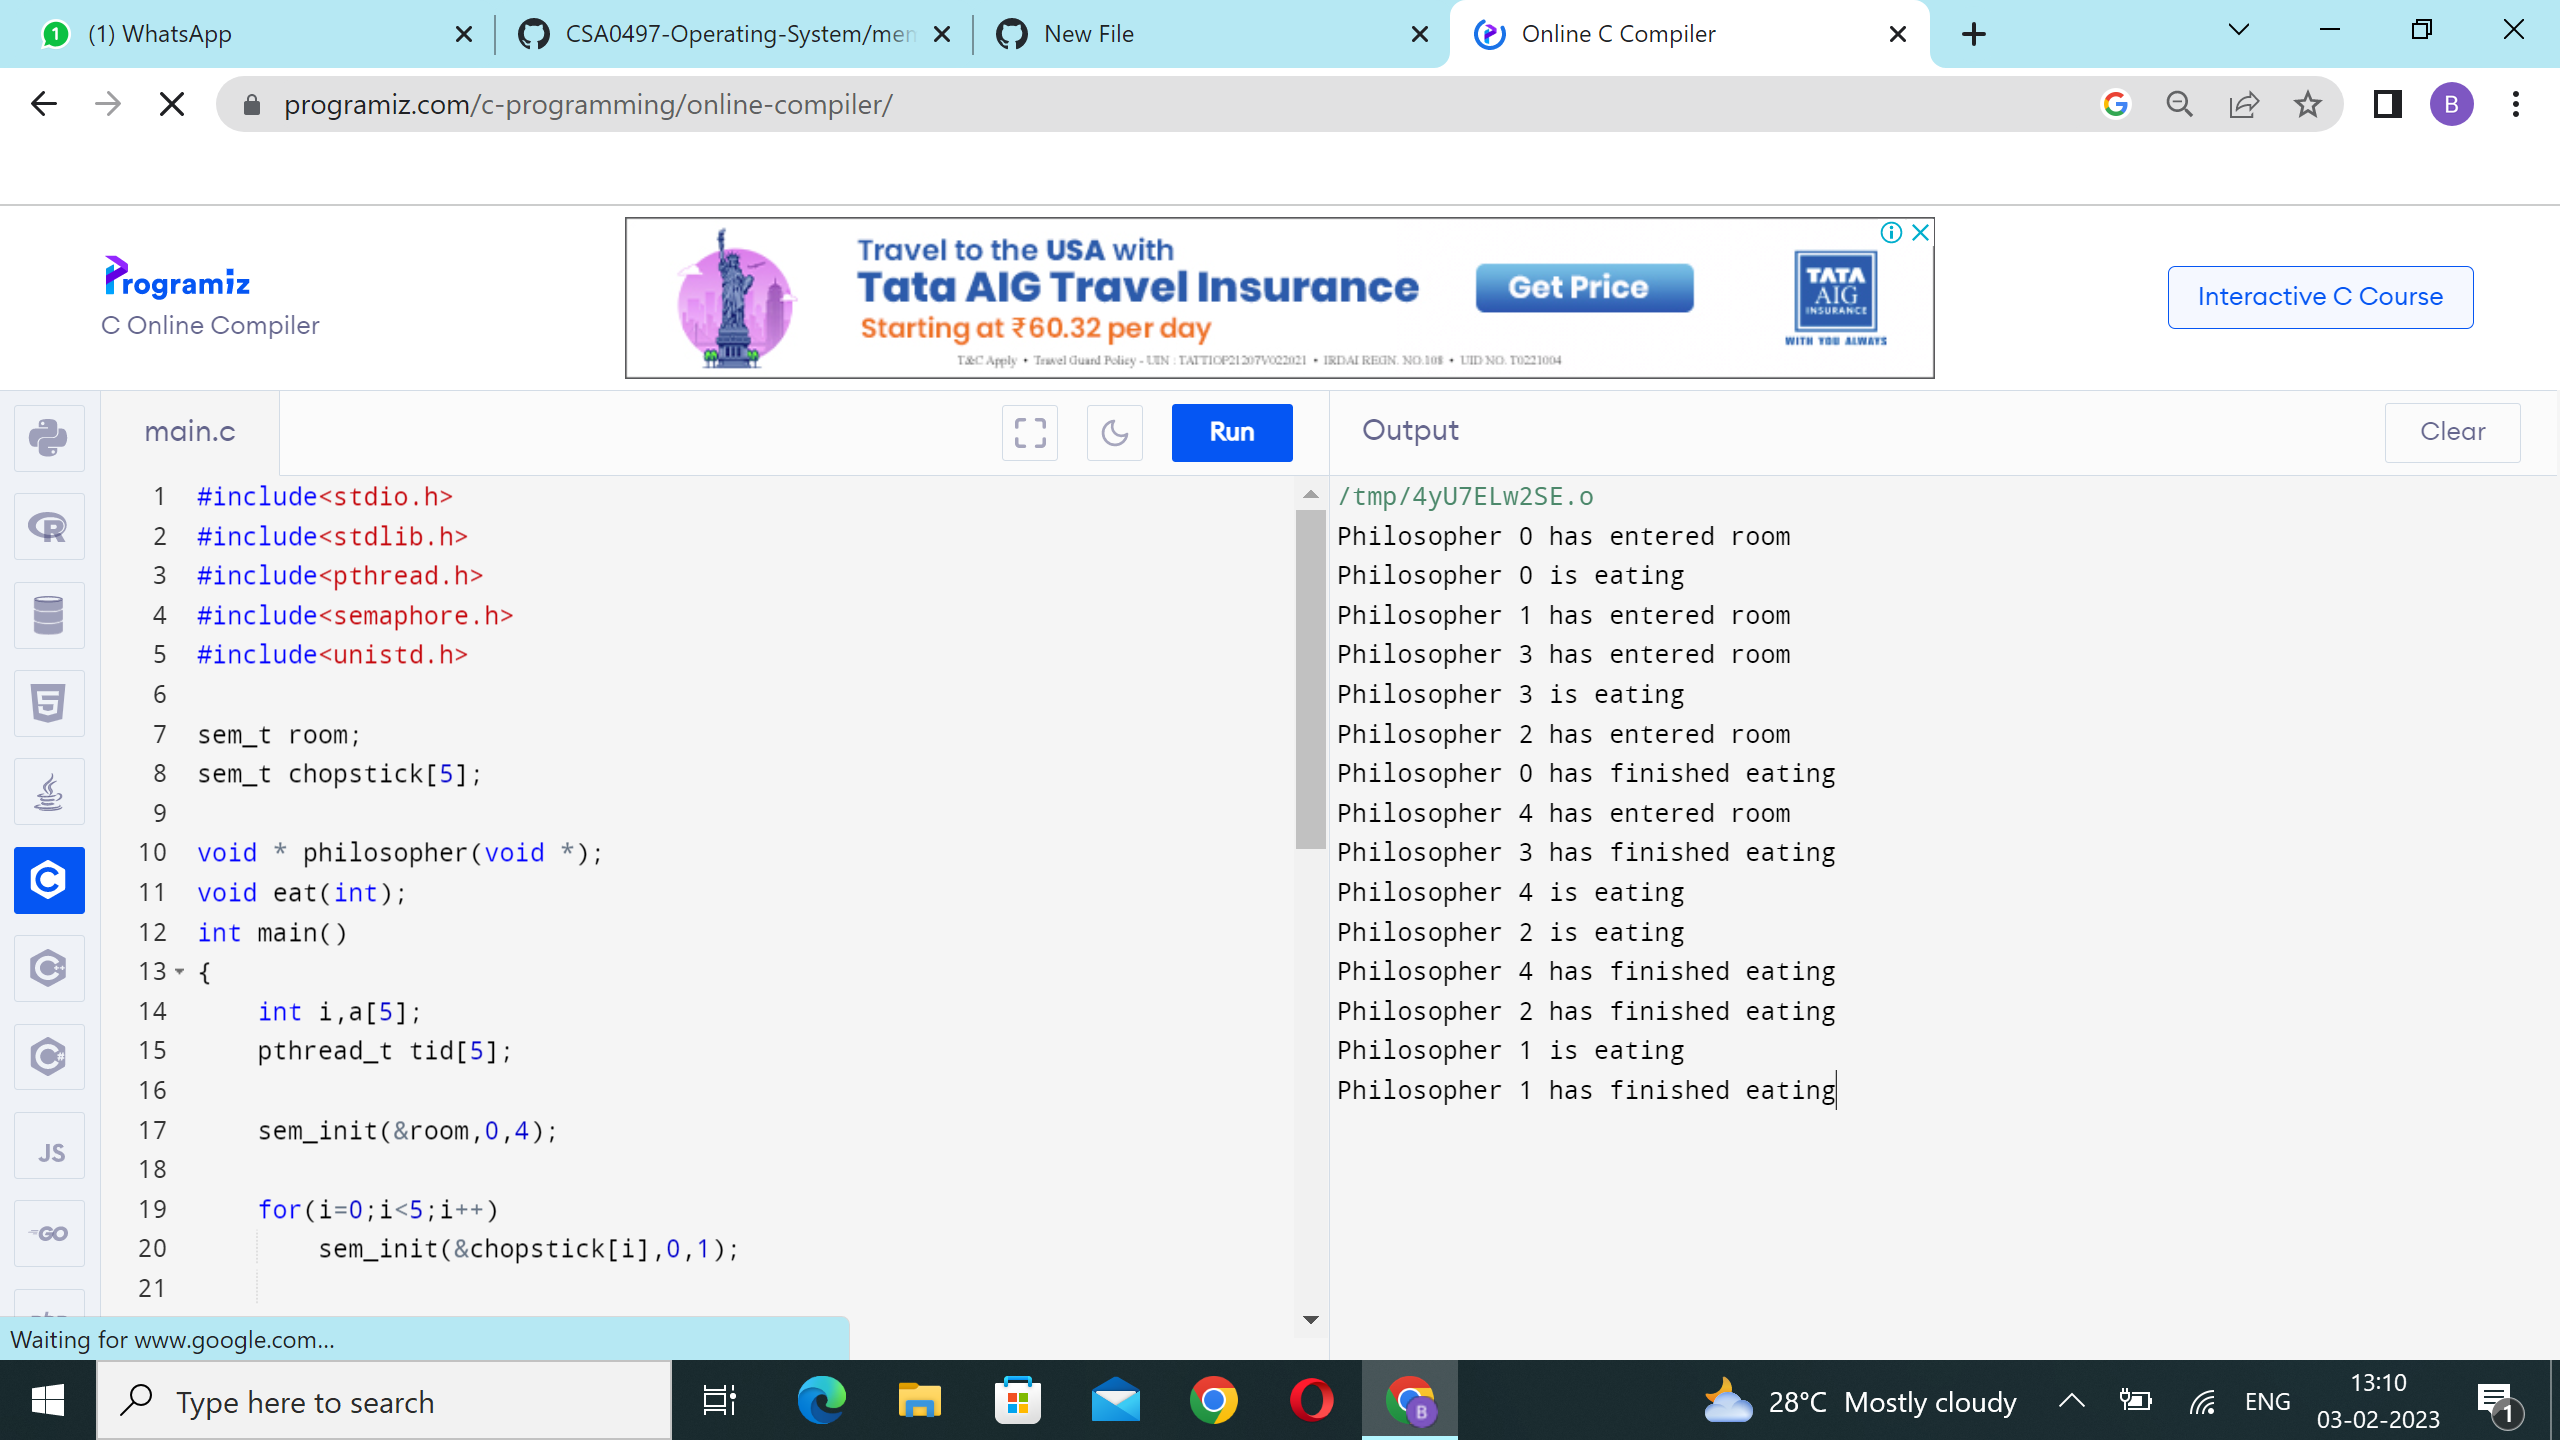 (1) WhatsApp
CSA0497-Operating-System/mer
New File
Online C Compiler
programiz.com/c-programming/online-compiler/
B
Programiz
C Online Compiler
Travel to the USA with
Tata AIG Travel Insurance
Starting at ₹60.32 per day
T&C Apply • Travel Guard Policy - UIN : TATTIOP21207V022021 • IRDAI REGN. NO.108 • UID NO. T0221004
Get Price
TATA
AIG
INSURANCE
WITH YOU ALWAYS
Interactive C Course
main.c
Run
Output
Clear
1 #include<stdio.h>
2 #include<stdlib.h>
3 #include<pthread.h>
4 #include<semaphore.h>
5 #include<unistd.h>
6
7 sem_t room;
8 sem_t chopstick[5];
9
10 void * philosopher(void *);
11 void eat(int);
12 int main()
13 {
14 int i,a[5];
15 pthread_t tid[5];
16
17 sem_init(&room,0,4);
18
19 for(i=0;i<5;i++)
20 sem_init(&chopstick[i],0,1);
21
/tmp/4yU7ELw2SE.o
Philosopher 0 has entered room
Philosopher 0 is eating
Philosopher 1 has entered room
Philosopher 3 has entered room
Philosopher 3 is eating
Philosopher 2 has entered room
Philosopher 0 has finished eating
Philosopher 4 has entered room
Philosopher 3 has finished eating
Philosopher 4 is eating
Philosopher 2 is eating
Philosopher 4 has finished eating
Philosopher 2 has finished eating
Philosopher 1 is eating
Philosopher 1 has finished eating
JS
GO
Waiting for www.google.com...
Type here to search
B
28°C Mostly cloudy
ENG
13:10
03-02-2023
1